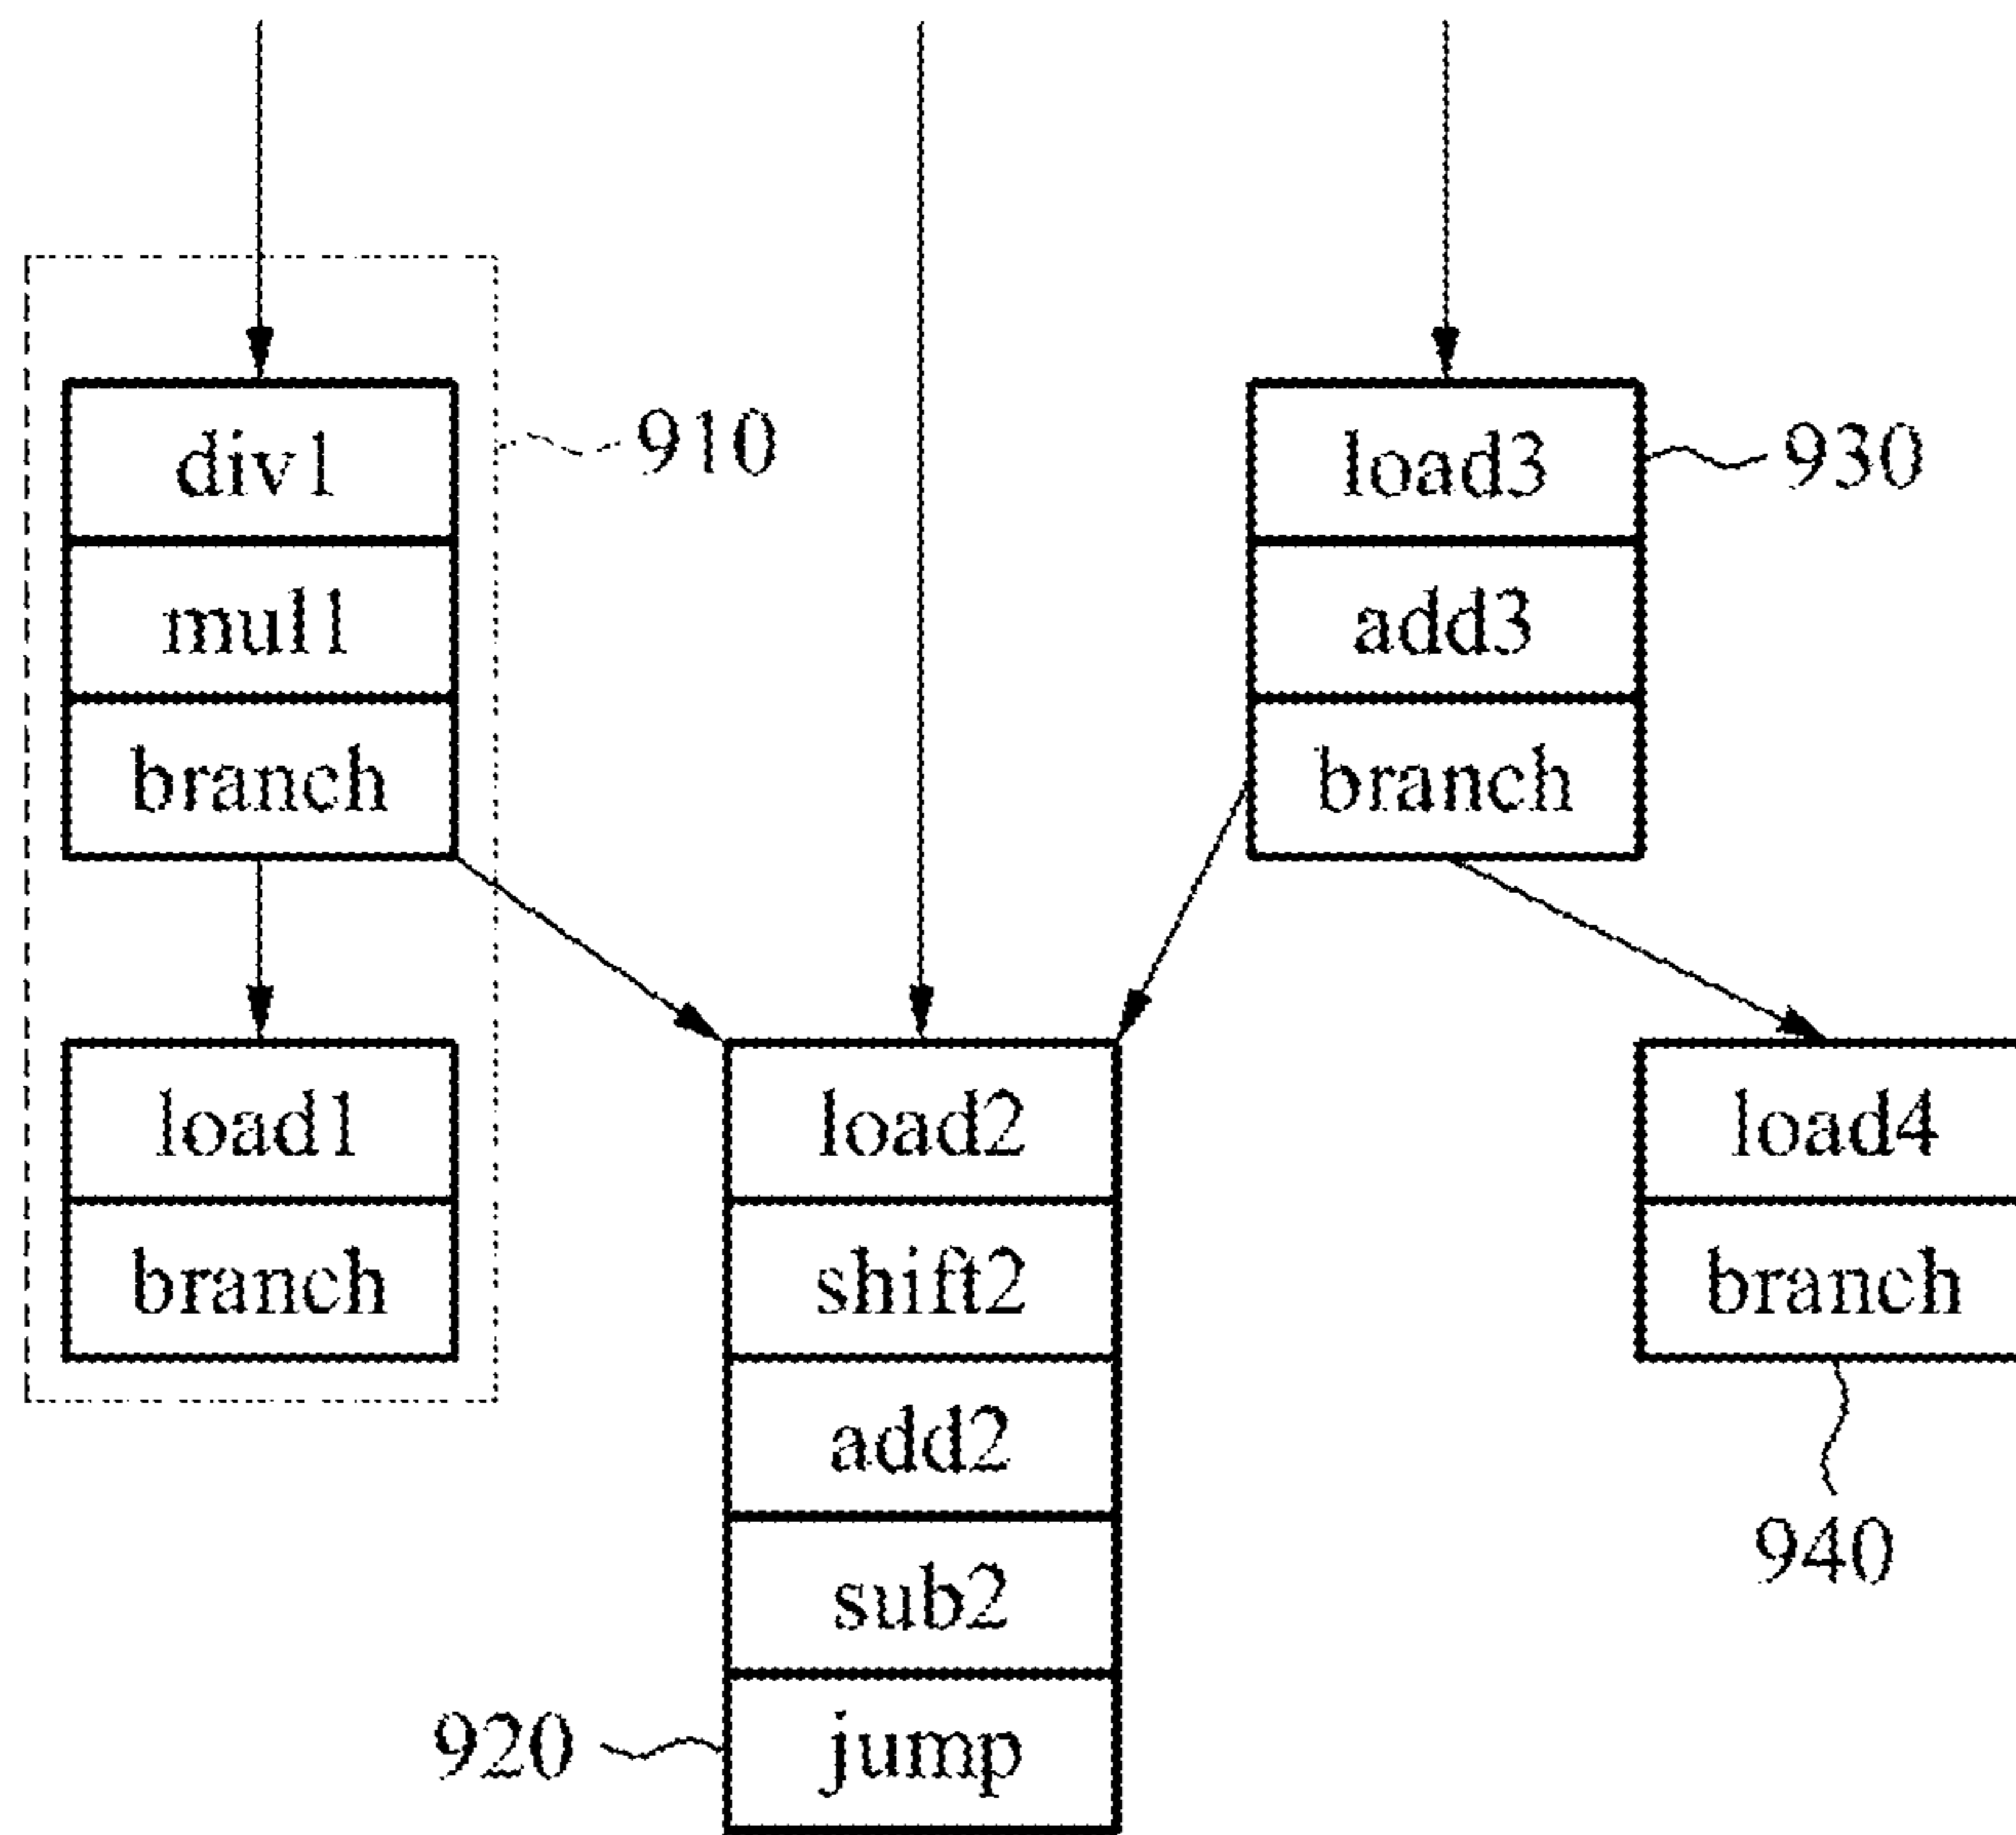 div1
910
mul1
branch
load3
930
add3
branch
load1
branch
load2
shift2
add2
sub2
jump
920
load4
branch
940